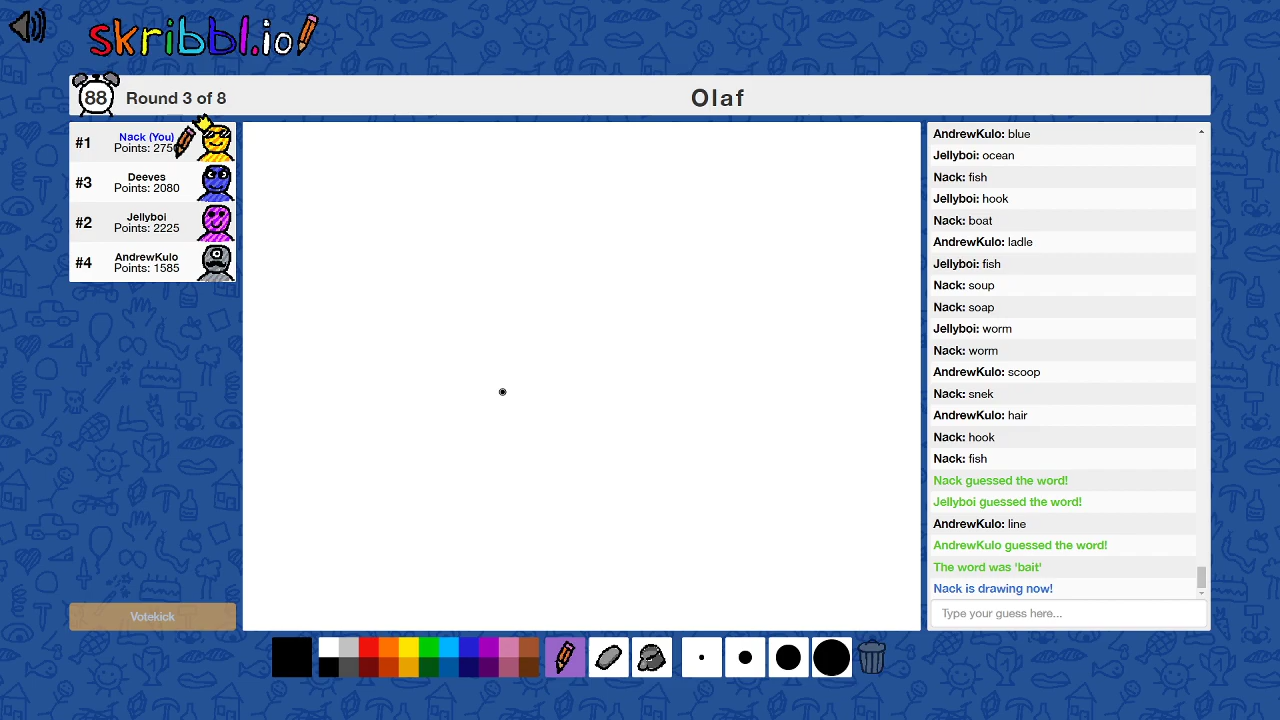 skribbl.io
88
Round 3 of 8
Olaf
#1
Nack (You)
Points: 2750
#3
Deeves
Points: 2080
#2
Jellyboi
Points: 2225
#4
AndrewKulo
Points: 1585
Votekick
AndrewKulo: blue
Jellyboi: ocean
Nack: fish
Jellyboi: hook
Nack: boat
AndrewKulo: ladle
Jellyboi: fish
Nack: soup
Nack: soap
Jellyboi: worm
Nack: worm
AndrewKulo: scoop
Nack: snek
AndrewKulo: hair
Nack: hook
Nack: fish
Nack guessed the word!
Jellyboi guessed the word!
AndrewKulo: line
AndrewKulo guessed the word!
The word was 'bait'
Nack is drawing now!
Type your guess here...